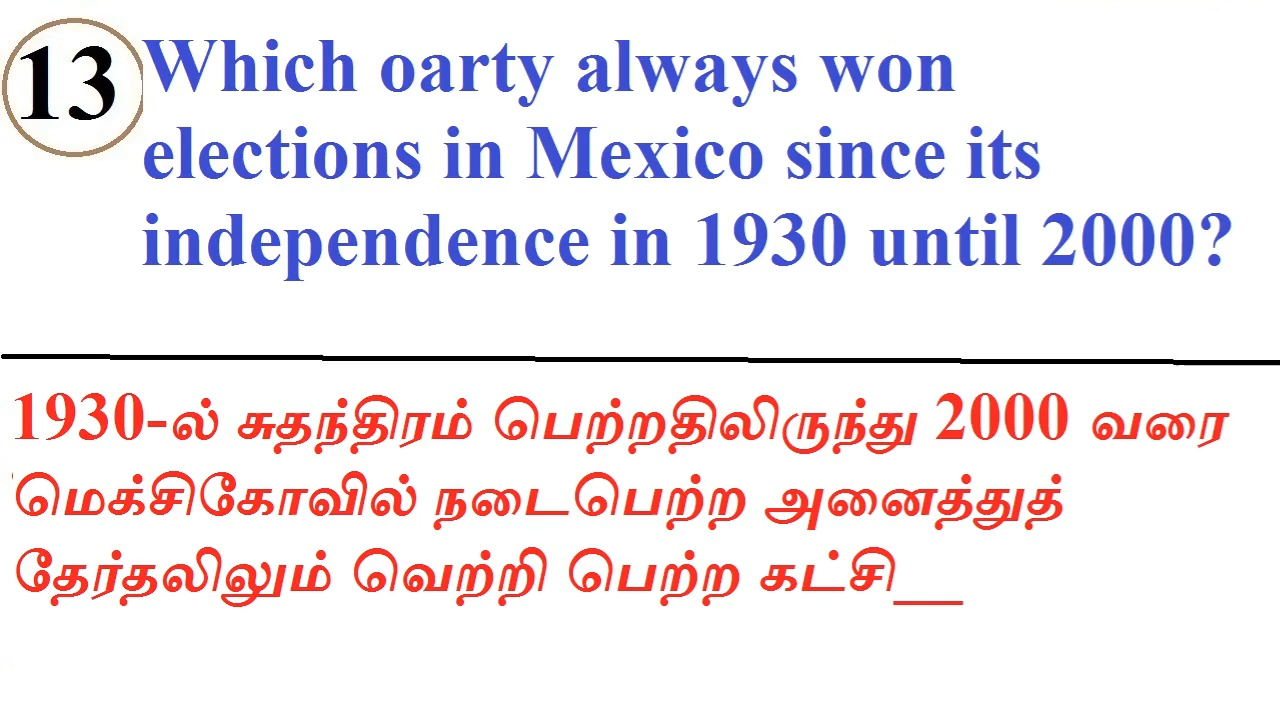 13 Which oarty always won
elections in Mexico since its
independence in 1930 until 2000?
1930-ல் சுதந்திரம் பெற்றதிலிருந்து 2000 வரை
மெக்சிகோவில் நடைபெற்ற அனைத்துத்
தேர்தலிலும் வெற்றி பெற்ற கட்சி__